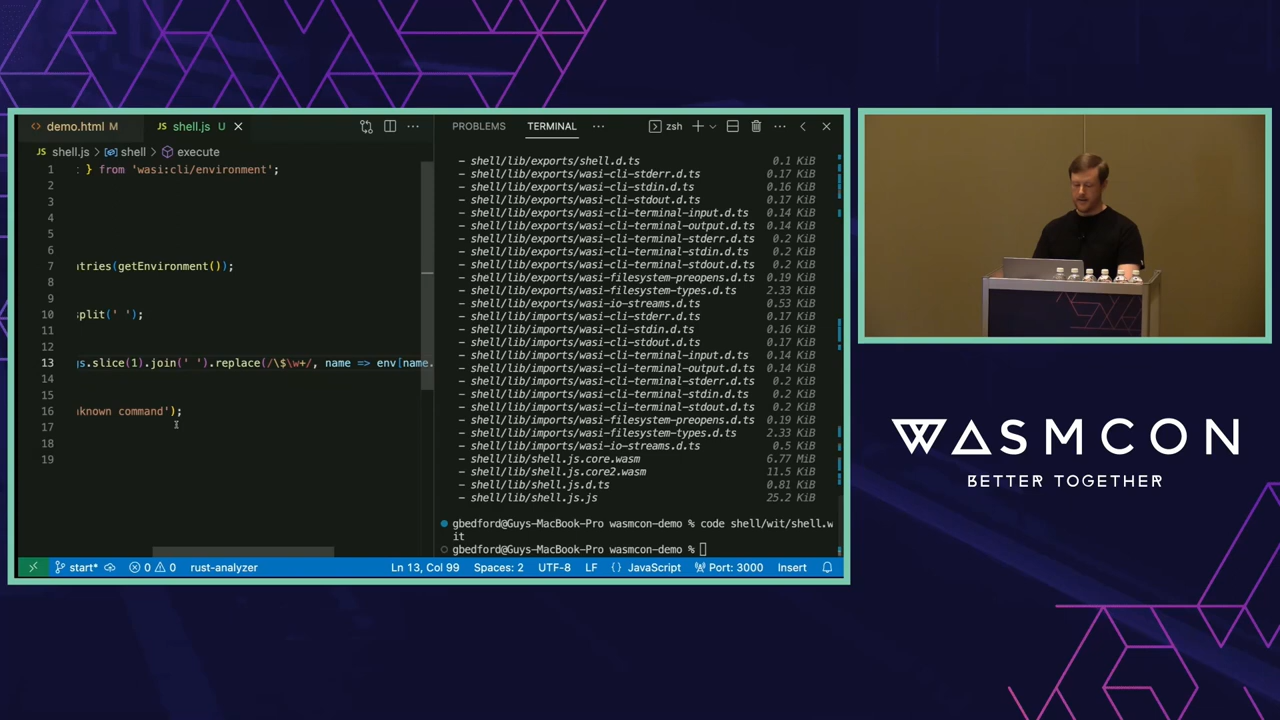 demo.html M
shell.js U
PROBLEMS
TERMINAL
zsh
shell.js > shell > execute
1 : } from 'wasi:cli/environment';
2
3
4
5
6
7 ntries(getEnvironment());
8
9
10 split(' ');
11
12
13 gs.slice(1).join(' ').replace(/\$\w+/, name => env[name.
14
15
16 nknown command');
17
18
19
– shell/lib/exports/shell.d.ts 0.1 KiB
– shell/lib/exports/wasi-cli-stderr.d.ts 0.17 KiB
– shell/lib/exports/wasi-cli-stdin.d.ts 0.16 KiB
– shell/lib/exports/wasi-cli-stdout.d.ts 0.17 KiB
– shell/lib/exports/wasi-cli-terminal-input.d.ts 0.14 KiB
– shell/lib/exports/wasi-cli-terminal-output.d.ts 0.14 KiB
– shell/lib/exports/wasi-cli-terminal-stderr.d.ts 0.2 KiB
– shell/lib/exports/wasi-cli-terminal-stdin.d.ts 0.2 KiB
– shell/lib/exports/wasi-cli-terminal-stdout.d.ts 0.2 KiB
– shell/lib/exports/wasi-filesystem-preopens.d.ts 0.19 KiB
– shell/lib/exports/wasi-filesystem-types.d.ts 2.33 KiB
– shell/lib/exports/wasi-io-streams.d.ts 0.53 KiB
– shell/lib/imports/wasi-cli-stderr.d.ts 0.17 KiB
– shell/lib/imports/wasi-cli-stdin.d.ts 0.16 KiB
– shell/lib/imports/wasi-cli-stdout.d.ts 0.17 KiB
– shell/lib/imports/wasi-cli-terminal-input.d.ts 0.14 KiB
– shell/lib/imports/wasi-cli-terminal-output.d.ts 0.14 KiB
– shell/lib/imports/wasi-cli-terminal-stderr.d.ts 0.2 KiB
– shell/lib/imports/wasi-cli-terminal-stdin.d.ts 0.2 KiB
– shell/lib/imports/wasi-cli-terminal-stdout.d.ts 0.2 KiB
– shell/lib/imports/wasi-filesystem-preopens.d.ts 0.19 KiB
– shell/lib/imports/wasi-filesystem-types.d.ts 2.33 KiB
– shell/lib/imports/wasi-io-streams.d.ts 0.5 KiB
– shell/lib/shell.js.core.wasm 6.77 MiB
– shell/lib/shell.js.core2.wasm 11.5 KiB
– shell/lib/shell.js.d.ts 0.81 KiB
– shell/lib/shell.js.js 25.2 KiB
gbedford@Guys-MacBook-Pro wasmcon-demo % code shell/wit/shell.w
it
gbedford@Guys-MacBook-Pro wasmcon-demo %
start* 0 0 rust-analyzer Ln 13, Col 99 Spaces: 2 UTF-8 LF {} JavaScript Port: 3000 Insert
WASMCON
BETTER TOGETHER